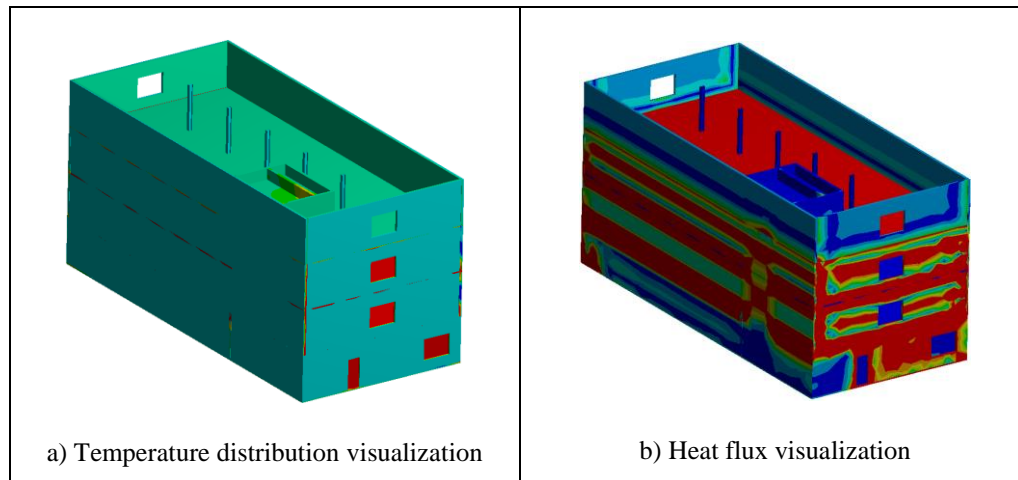 a) Temperature distribution visualization
b) Heat flux visualization